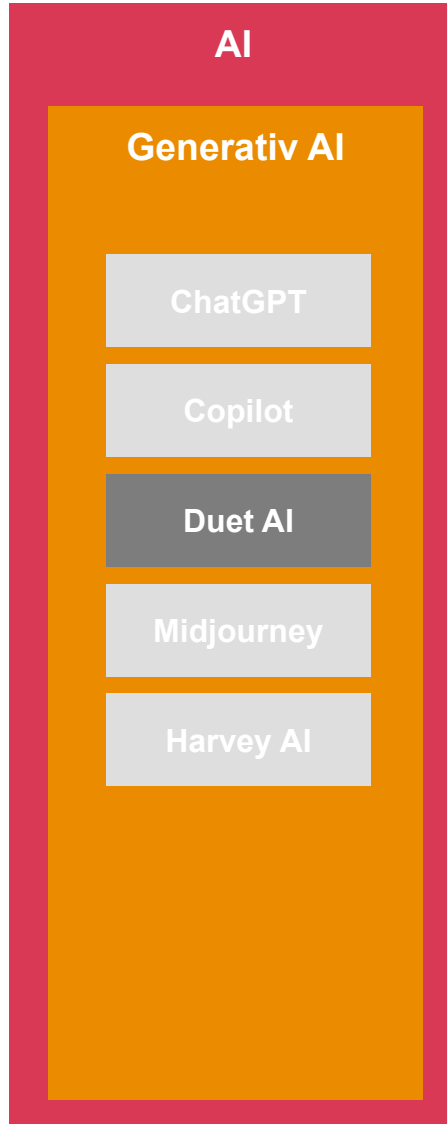 AI
Generativ AI
ChatGPT
Copilot
Duet AI
Midjourney
Harvey AI